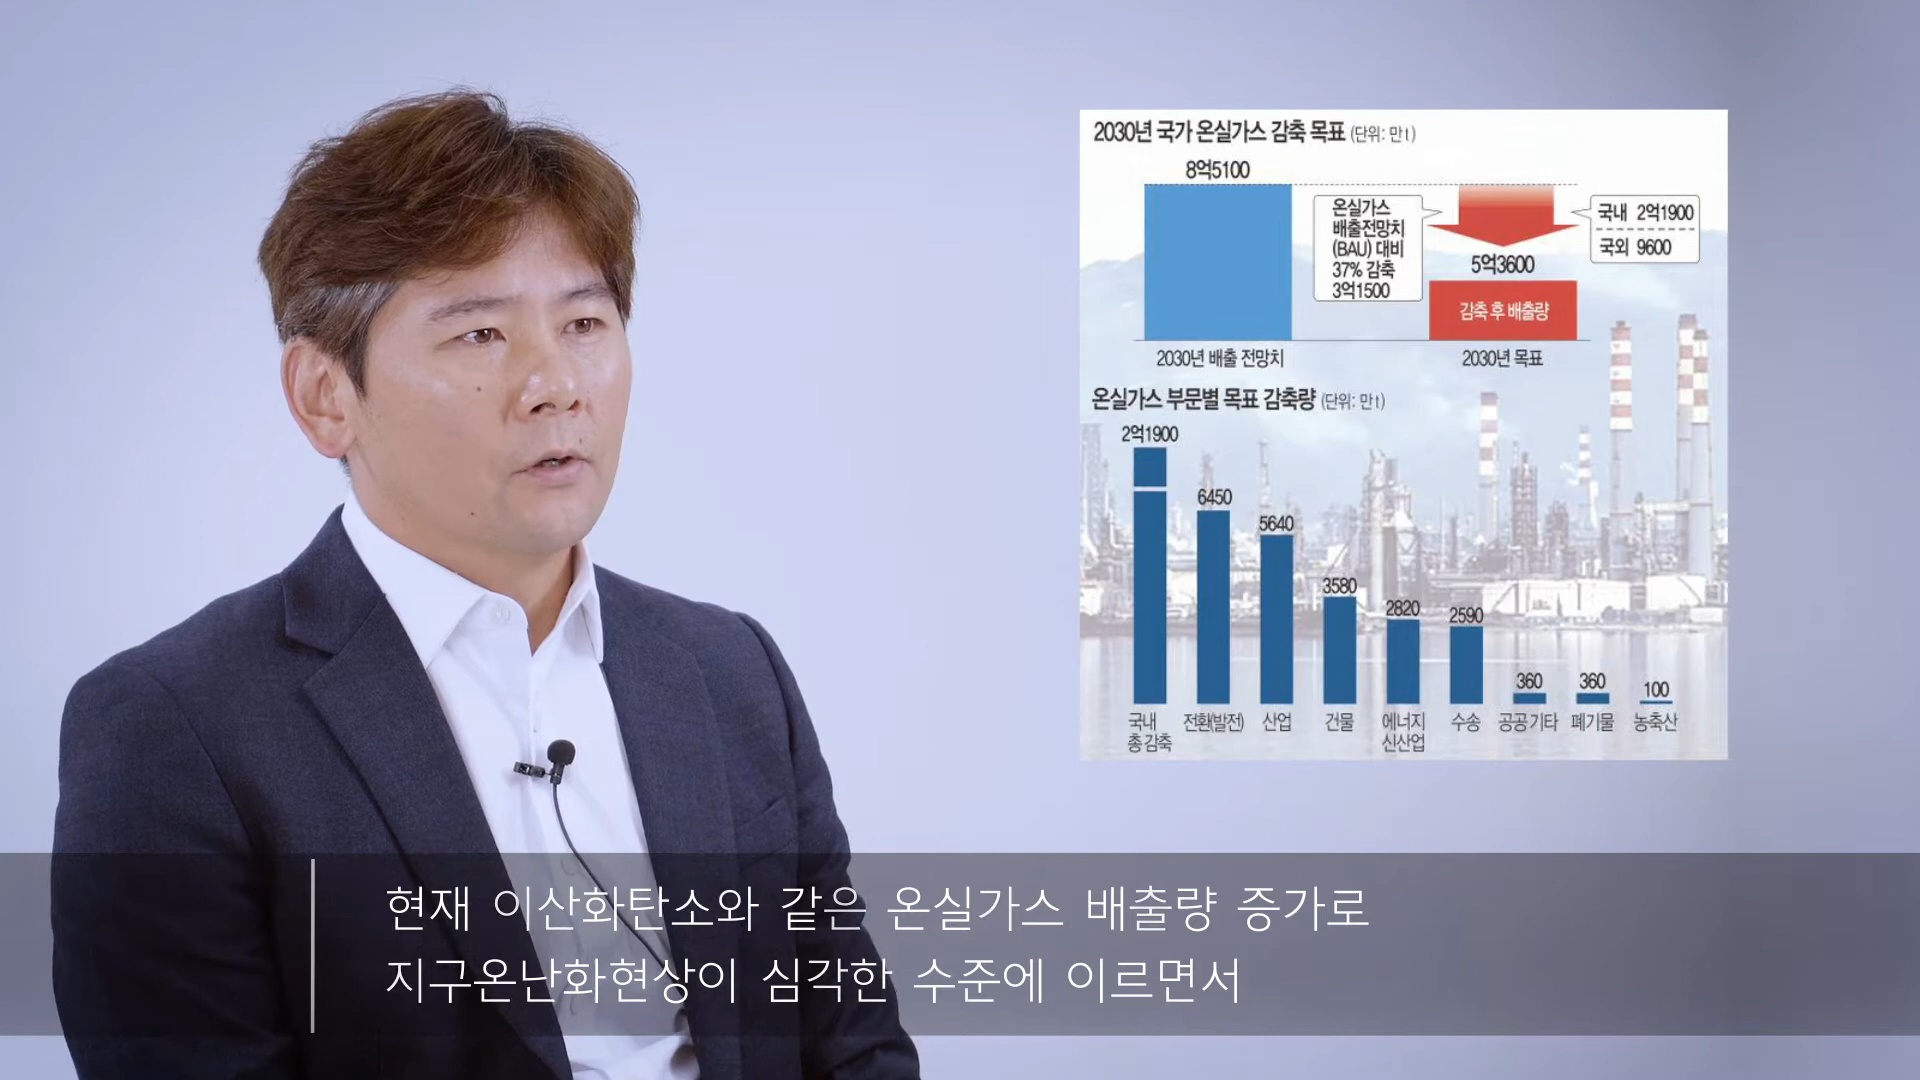 2030년 국가 온실가스 감축 목표 (단위: 만t)
8억5100
온실가스
배출전망치
(BAU) 대비
37% 감축
3억1500
국내 2억1900
국외 9600
5억3600
감축 후 배출량
2030년 배출 전망치
2030년 목표
온실가스 부문별 목표 감축량 (단위: 만t)
2억1900
6450
5640
3580
2820
2590
360
360
100
국내
총 감축
전환(발전)
산업
건물
에너지
신산업
수송
공공 기타
폐기물
농축산
현재 이산화탄소와 같은 온실가스 배출량 증가로
지구온난화현상이 심각한 수준에 이르면서